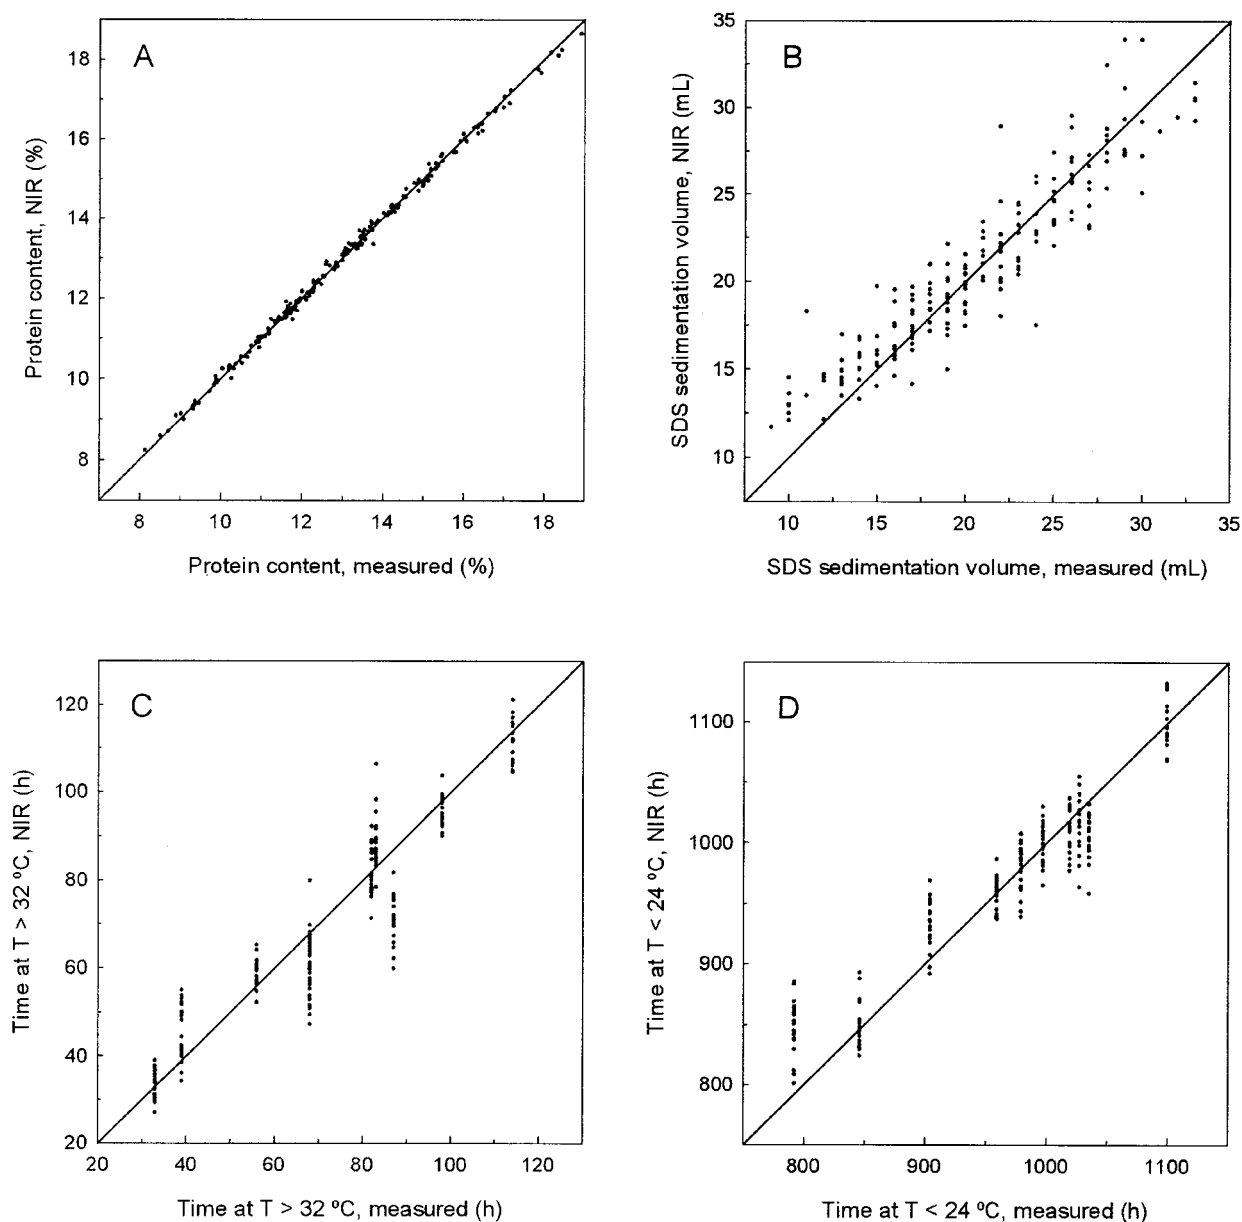 A
Protein content, NIR (%)
18
16
14
12
10
8
8 10 12 14 16 18
Protein content, measured (%)
B
SDS sedimentation volume, NIR (mL)
35
30
25
20
15
10
10 15 20 25 30 35
SDS sedimentation volume, measured (mL)
C
Time at T > 32 ºC, NIR (h)
120
100
80
60
40
20
20 40 60 80 100 120
Time at T > 32 ºC, measured (h)
D
Time at T < 24 ºC, NIR (h)
1100
1000
900
800
800 900 1000 1100
Time at T < 24 ºC, measured (h)